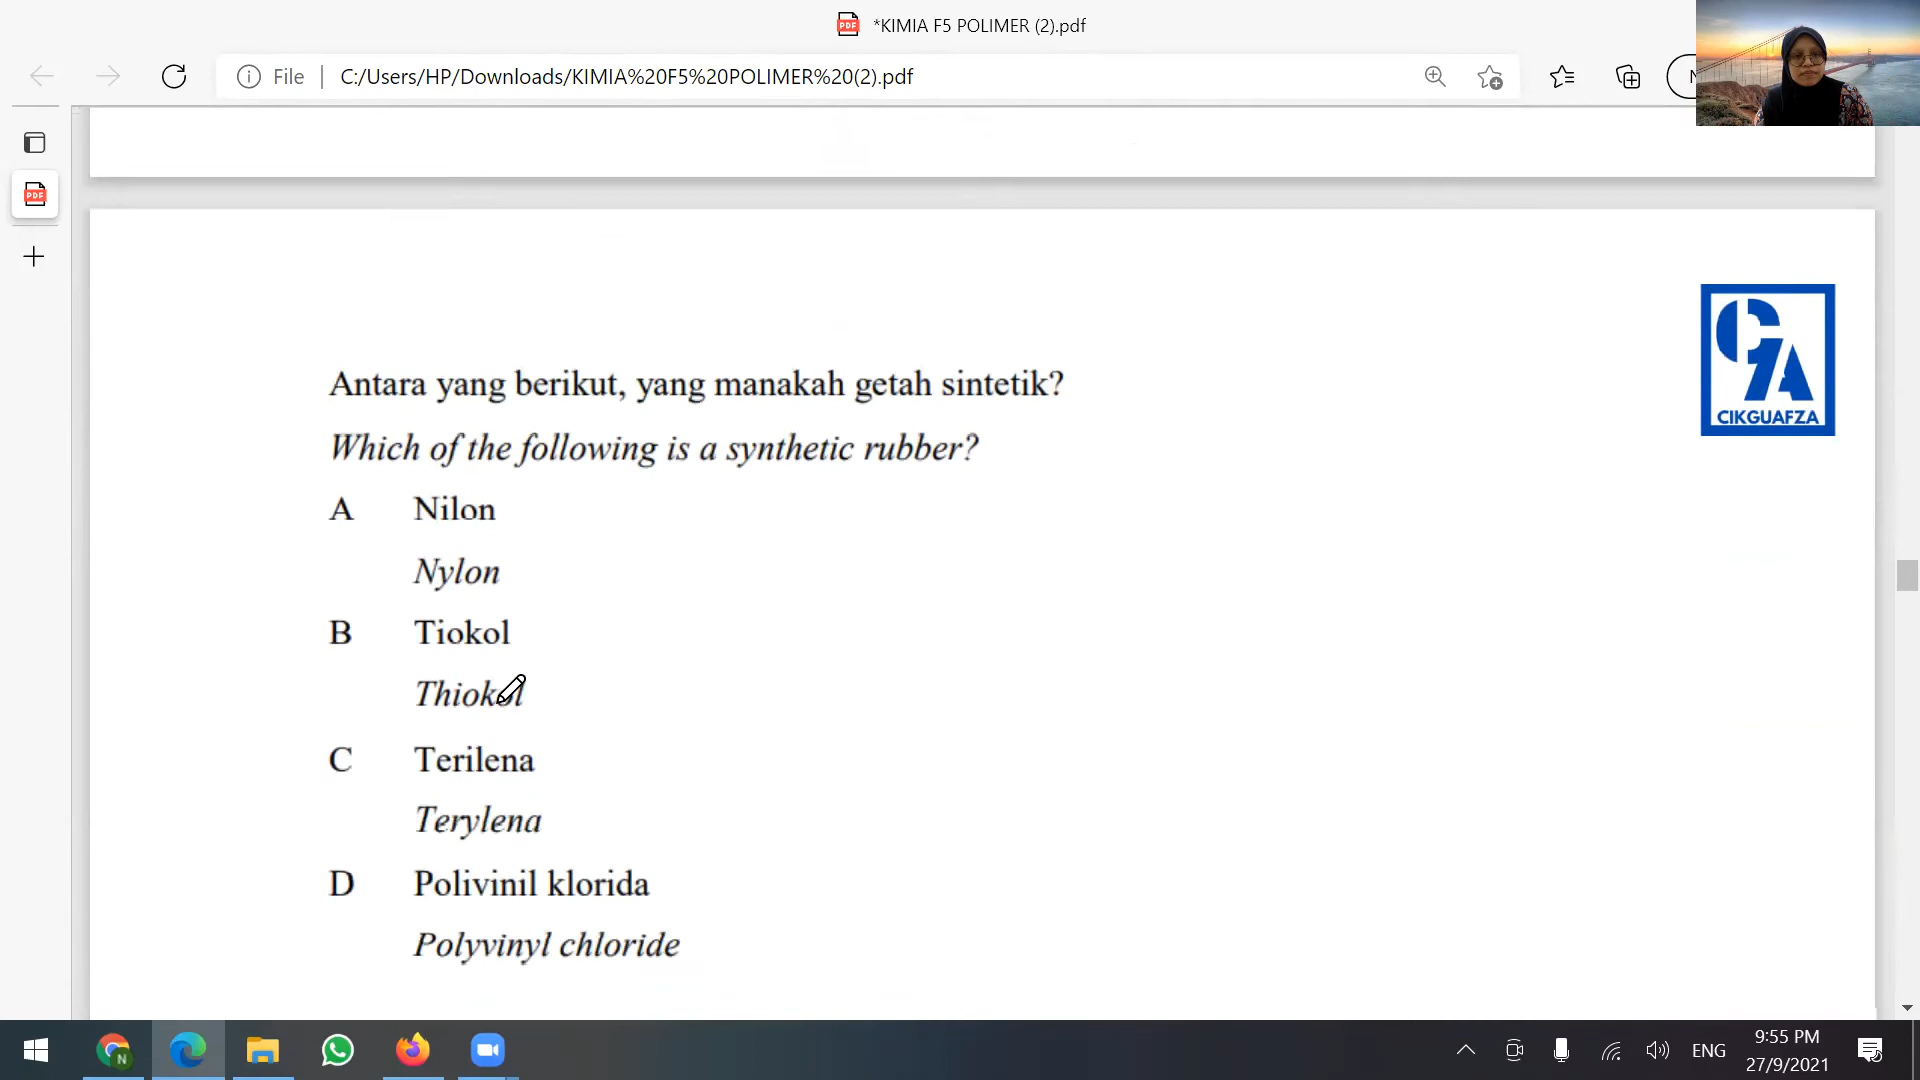 *KIMIA F5 POLIMER (2).pdf
File
C:/Users/HP/Downloads/KIMIA%20F5%20POLIMER%20(2).pdf
N
Antara yang berikut, yang manakah getah sintetik?
Which of the following is a synthetic rubber?
A Nilon
Nylon
B Tiokol
Thiokol
C Terilena
Terylena
D Polivinil klorida
Polyvinyl chloride
C7A
CIKGUAFZA
N
ENG
9:55 PM
27/9/2021